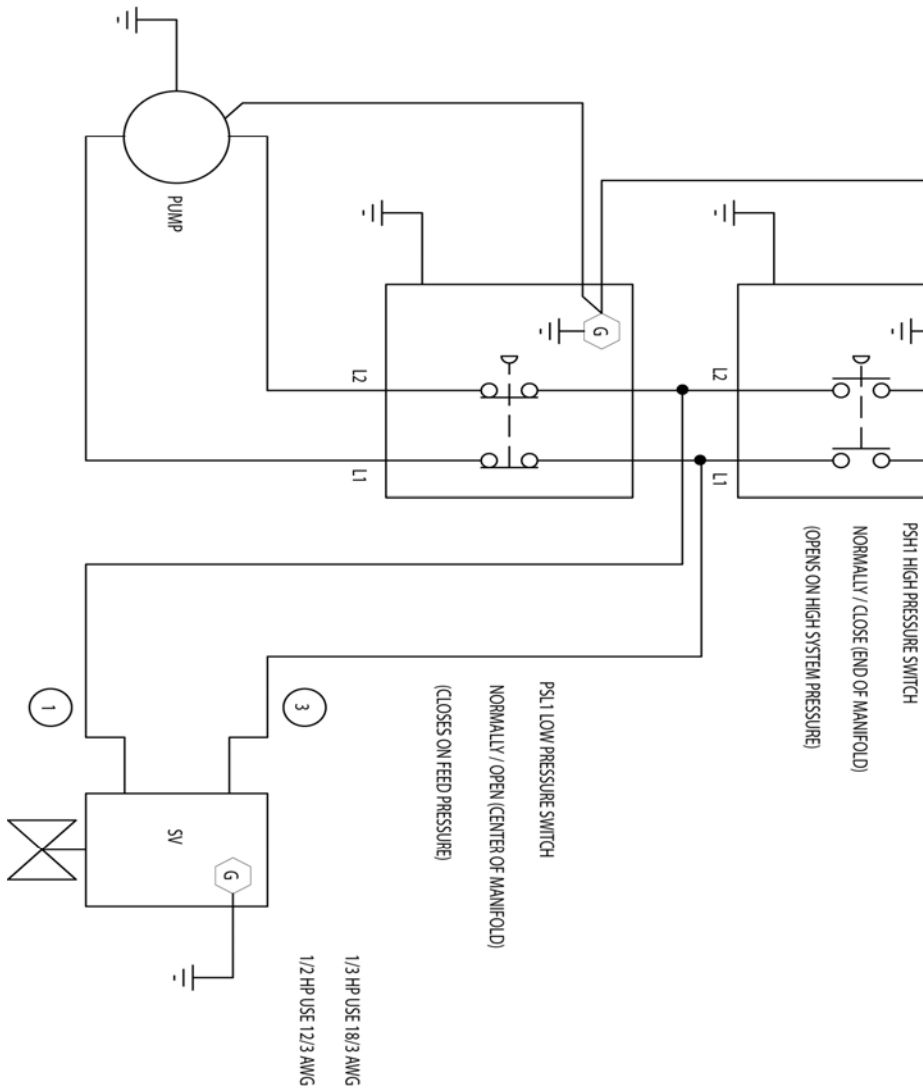 PUMP
G
L2
L1
L2
L1
PSH1 HIGH PRESSURE SWITCH
NORMALLY / CLOSE (END OF MANIFOLD)
(OPENS ON HIGH SYSTEM PRESSURE)
PSL1 LOW PRESSURE SWITCH
NORMALLY / OPEN (CENTER OF MANIFOLD)
(CLOSES ON FEED PRESSURE)
1
3
SV
G
1/3 HP USE 18/3 AWG
1/2 HP USE 12/3 AWG